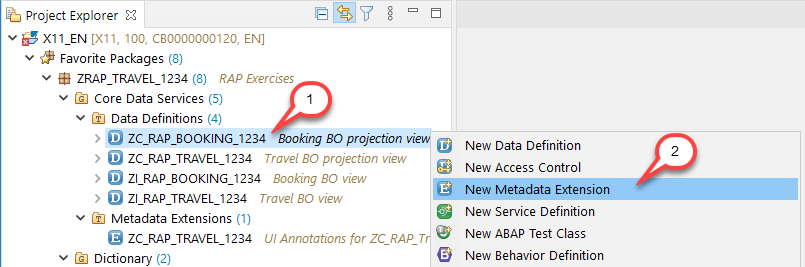 Project Explorer
X11_EN [X11, 100, CB0000000120, EN]
Favorite Packages (8)
ZRAP_TRAVEL_1234 (8) RAP Exercises
1
Core Data Services (5)
Data Definitions (4)
ZC_RAP_BOOKING_1234 Booking BO projection view
New Data Definition
ZC_RAP_TRAVEL_1234 Travel BO projection view
New Access Control
2
ZI_RAP_BOOKING_1234 Booking BO view
New Metadata Extension
ZI_RAP_TRAVEL_1234 Travel BO view
New Service Definition
Metadata Extensions (1)
New ABAP Test Class
ZC_RAP_TRAVEL_1234 UI Annotations for ZC_RAP_Tr
New Behavior Definition
Dictionary (2)